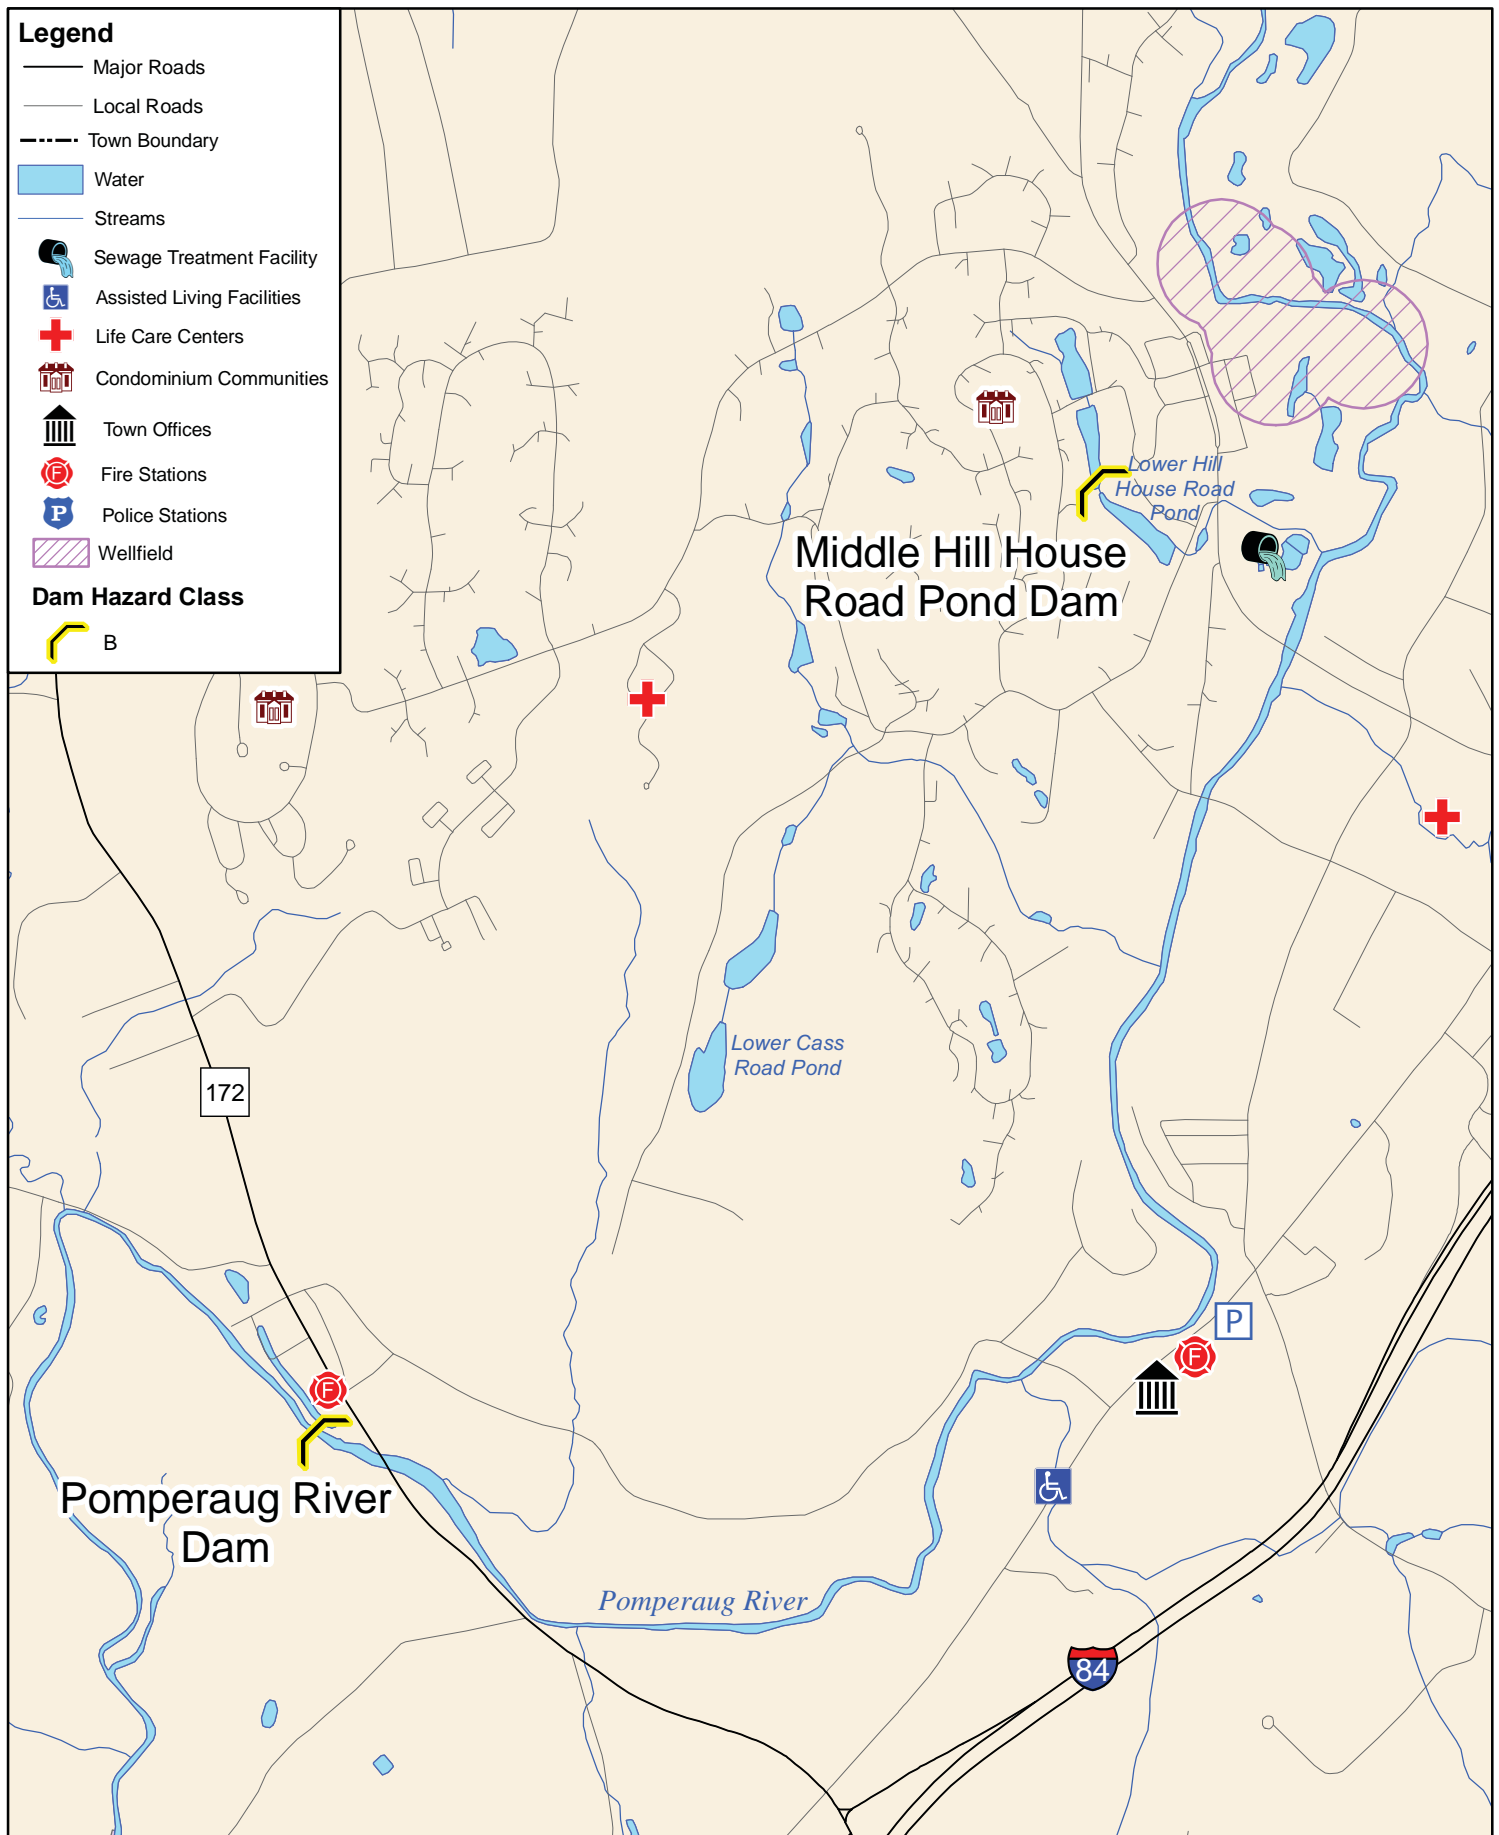 Legend
Major Roads
Local Roads
Town Boundary
Water
Streams
Sewage Treatment Facility
Assisted Living Facilities
Life Care Centers
Condominium Communities
Town Offices
F
Fire Stations
P
Police Stations
Wellfield
Dam Hazard Class
B
Lower Hill
House Road
Pond
Middle Hill House
Road Pond Dam
Lower Cass
Road Pond
172
P
F
F
Pomperaug River
Dam
Pomperaug River
84